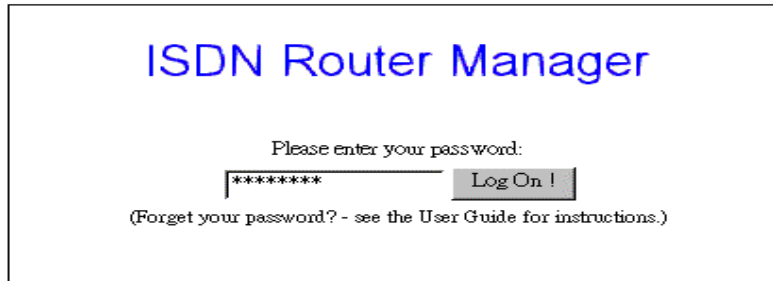 ISDN Router Manager
Please enter your password:
******** Log On !
(Forget your password? - see the User Guide for instructions.)